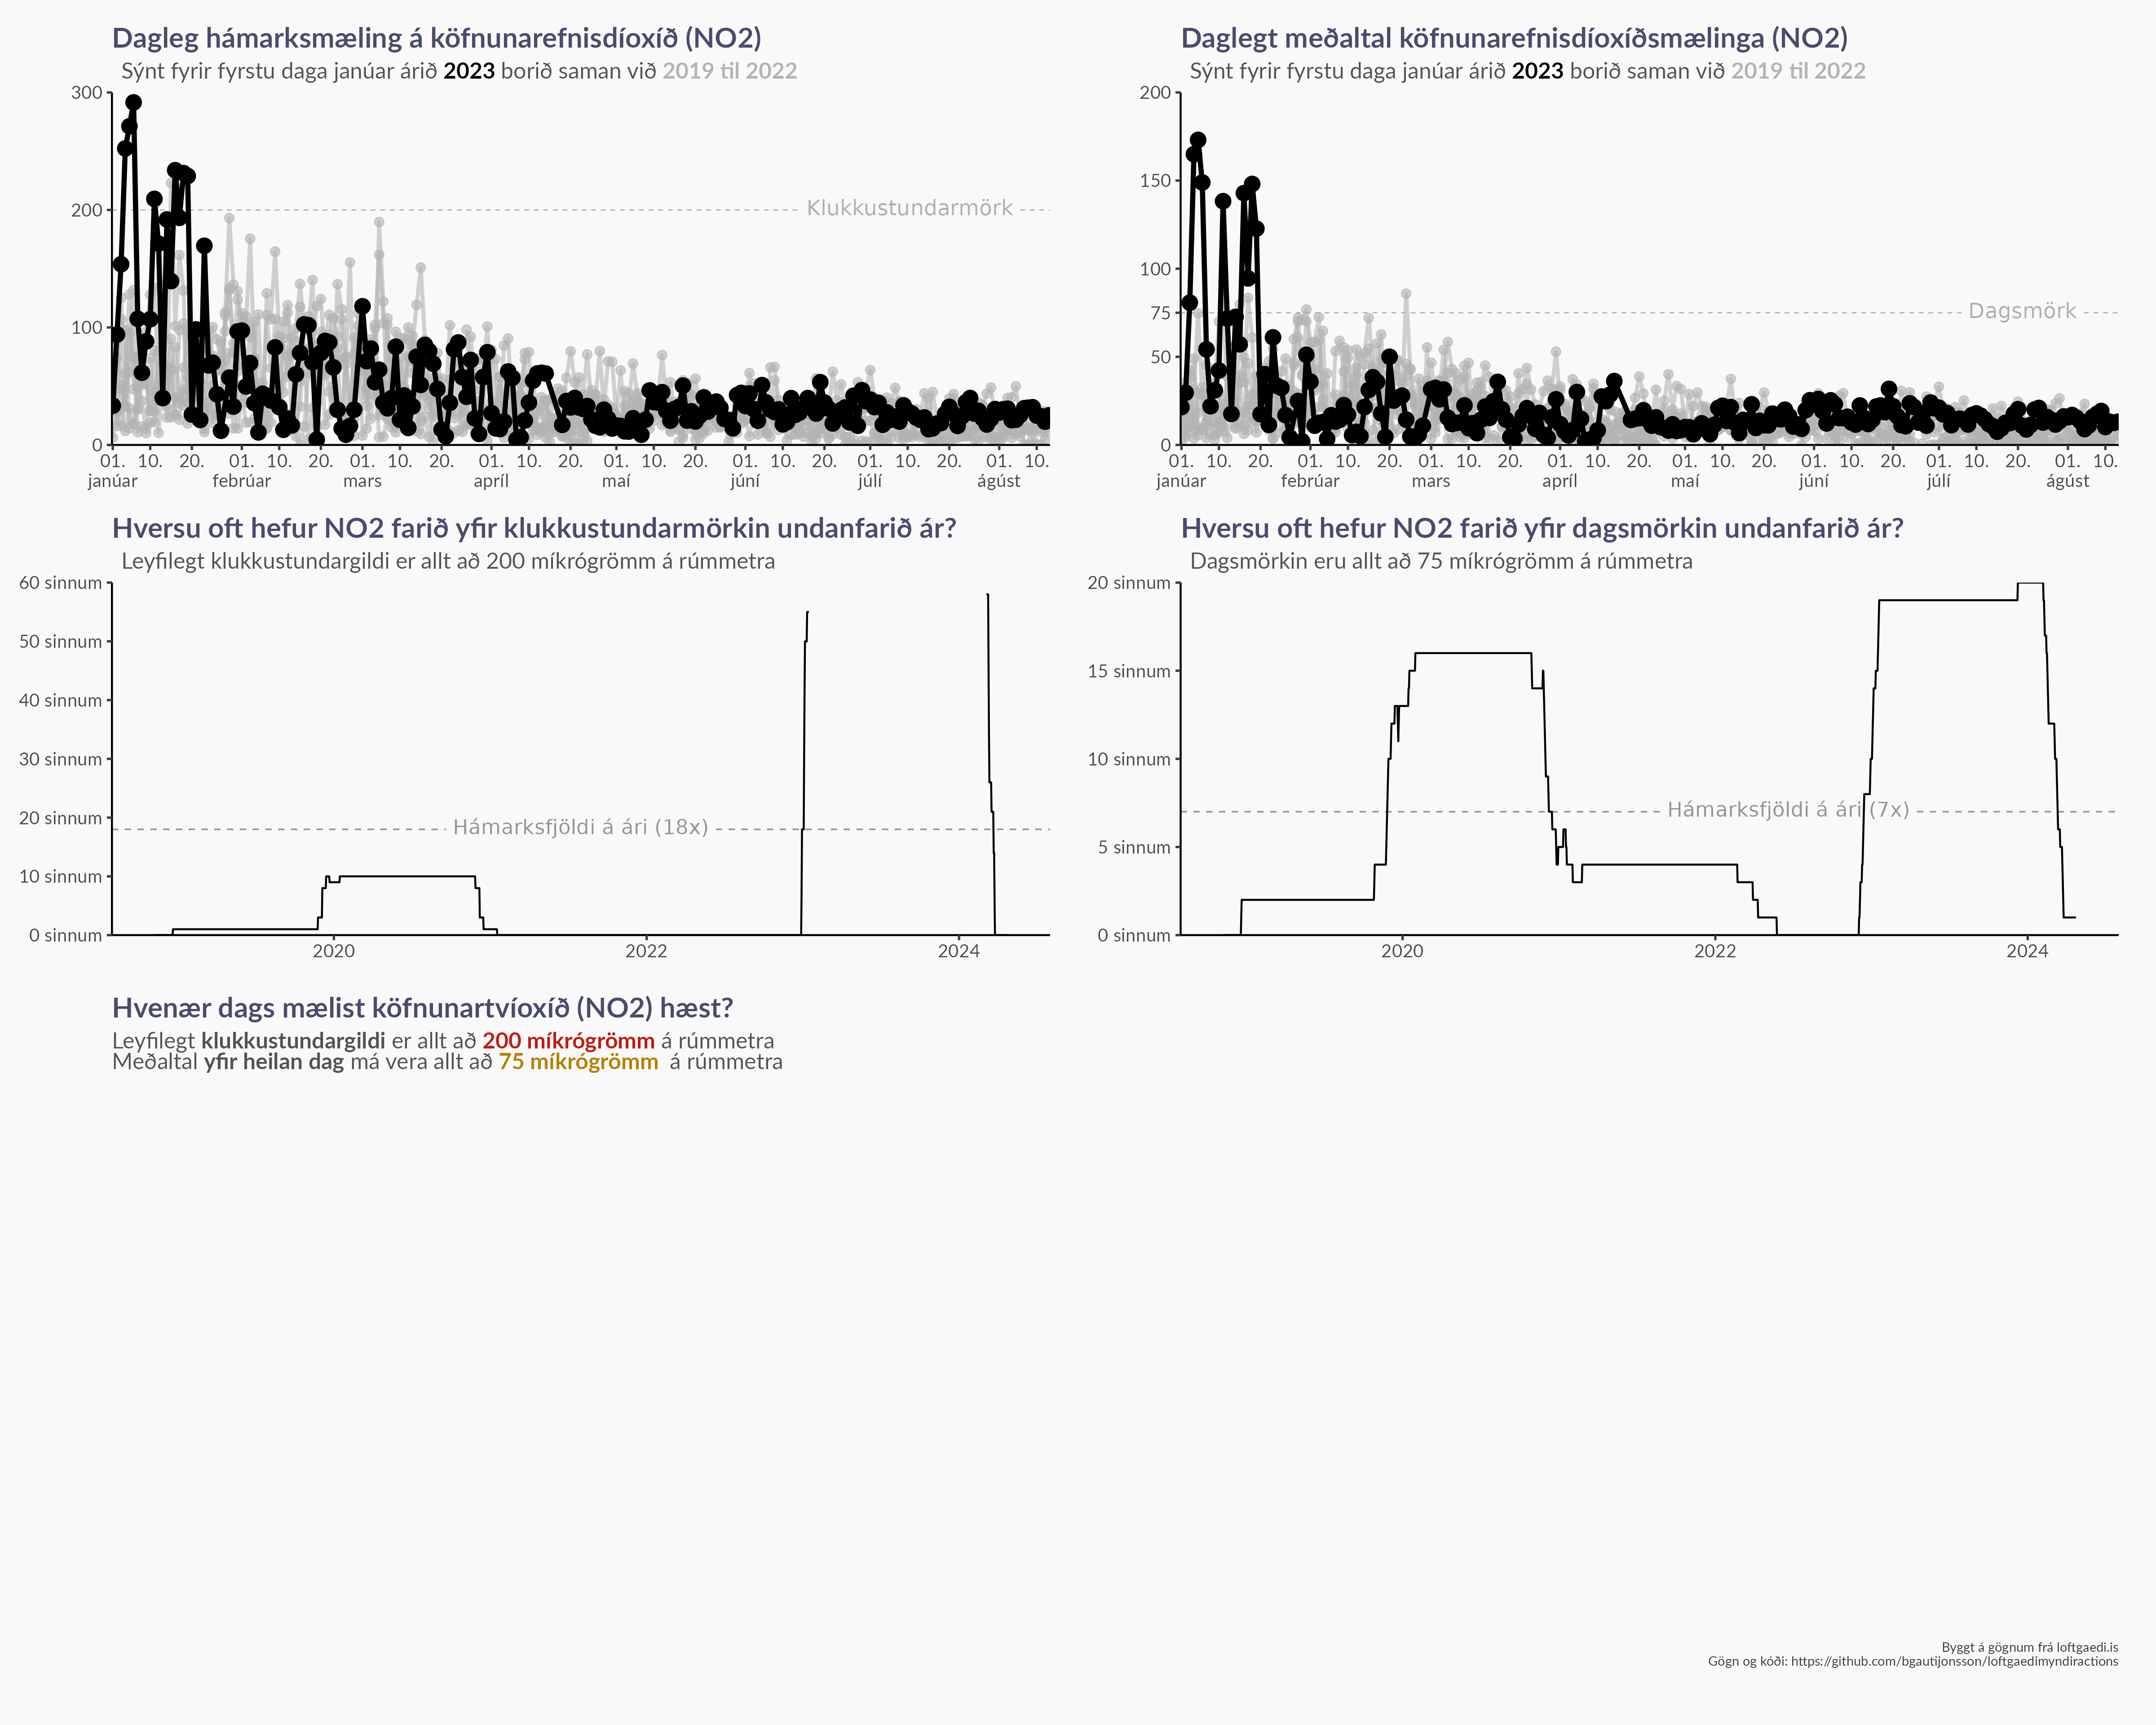 Dagleg hámarksmæling á köfnunarefnisdíoxíð (NO2)
Sýnt fyrir fyrstu daga janúar árið 2023 borið saman við 2019 til 2022
300
200
100
0
Klukkustundarmörk
01. 10. 20. 01. 10. 20. 01. 10. 20. 01. 10. 20. 01. 10. 20. 01. 10. 20. 01. 10. 20. 01. 10.
janúar febrúar mars apríl maí júní júlí ágúst
Daglegt meðaltal köfnunarefnisdíoxíðsmælinga (NO2)
Sýnt fyrir fyrstu daga janúar árið 2023 borið saman við 2019 til 2022
200
150
100
75
50
0
Dagsmörk
01. 10. 20. 01. 10. 20. 01. 10. 20. 01. 10. 20. 01. 10. 20. 01. 10. 20. 01. 10. 20. 01. 10.
janúar febrúar mars apríl maí júní júlí ágúst
Hversu oft hefur NO2 farið yfir klukkustundarmörkin undanfarið ár?
Leyfilegt klukkustundargildi er allt að 200 míkrógrömm á rúmmetra
60 sinnum
50 sinnum
40 sinnum
30 sinnum
20 sinnum
10 sinnum
0 sinnum
Hámarksfjöldi á ári (18x)
2020 2022 2024
Hversu oft hefur NO2 farið yfir dagsmörkin undanfarið ár?
Dagsmörkin eru allt að 75 míkrógrömm á rúmmetra
20 sinnum
15 sinnum
10 sinnum
5 sinnum
0 sinnum
Hámarksfjöldi á ári (7x)
2020 2022 2024
Hvenær dags mælist köfnunartvíoxíð (NO2) hæst?
Leyfilegt klukkustundargildi er allt að 200 míkrógrömm á rúmmetra
Meðaltal yfir heilan dag má vera allt að 75 míkrógrömm á rúmmetra
Byggt á gögnum frá loftgaedi.is
Gögn og kóði: https://github.com/bgautijonsson/loftgaedimyndiractions